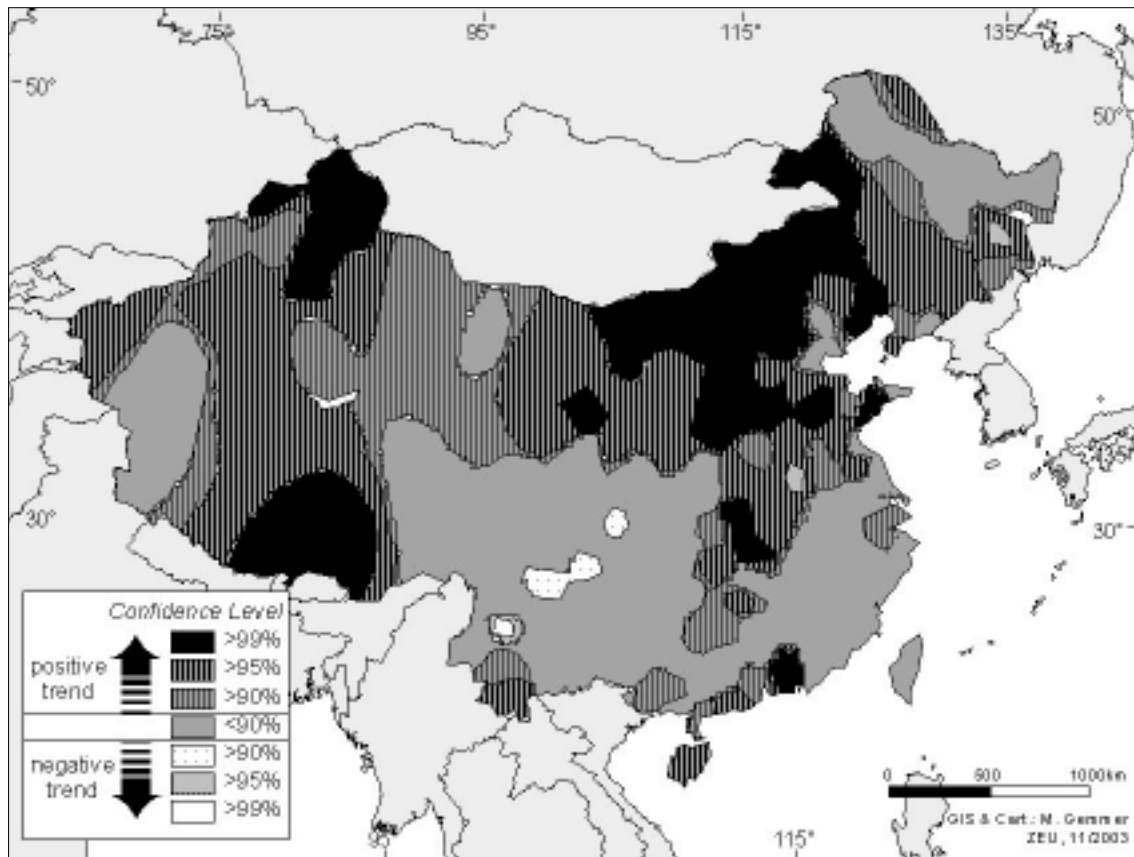 75° 95° 115° 135°
50° 50°
30° 30°
Confidence Level
>99%
positive
trend
>95%
>90%
<90%
negative
trend
>90%
>95%
>99%
95° 115°
0 500 1000km
GIS & Cart.: M. Gemmer
ZEU, 11/2003